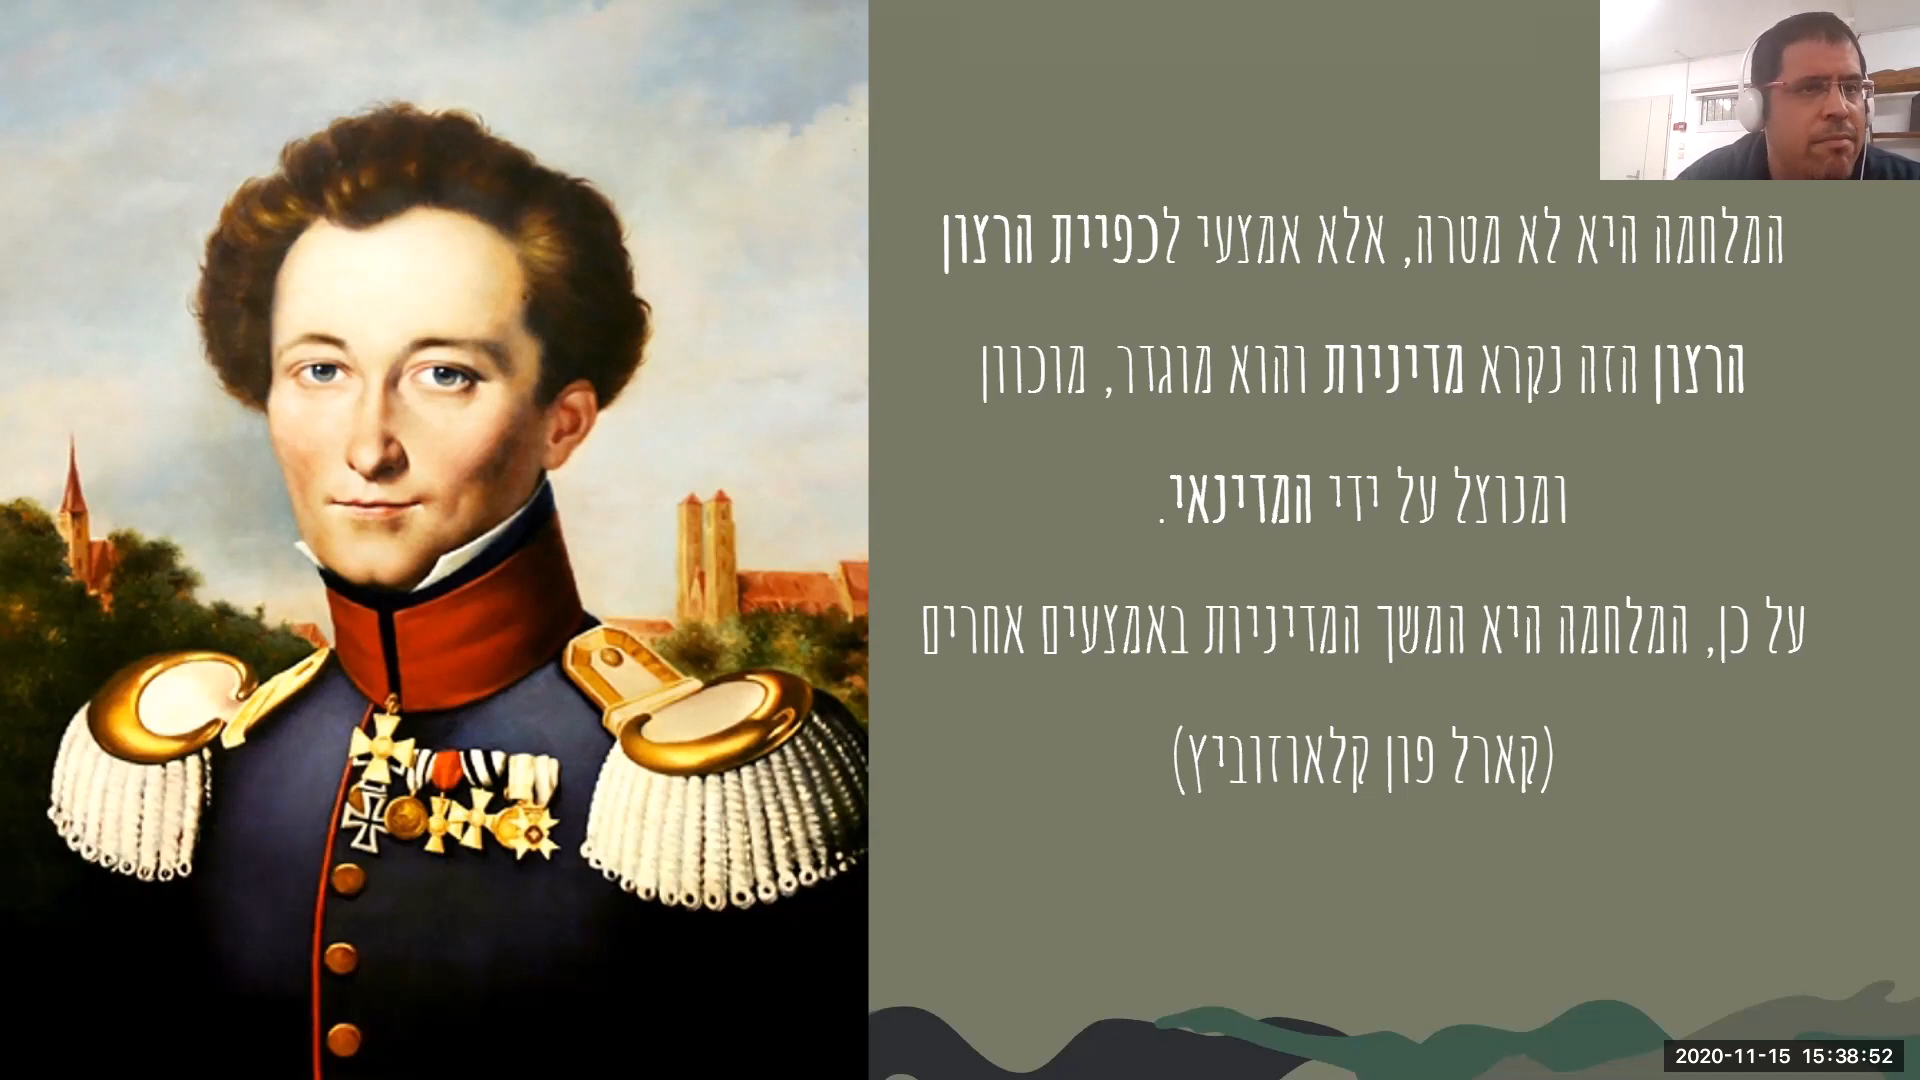 המלחמה היא לא מטרה, אלא אמצעי לכפיית הרצון
הרצון הזה נקרא מדיניות והוא מוגדר, מוכוון
ומנוצל על ידי המדינאי.
על כן, המלחמה היא המשך המדיניות באמצעים אחרים
(קארל פון קלאוזוביץ)
2020-11-15 15:38:52